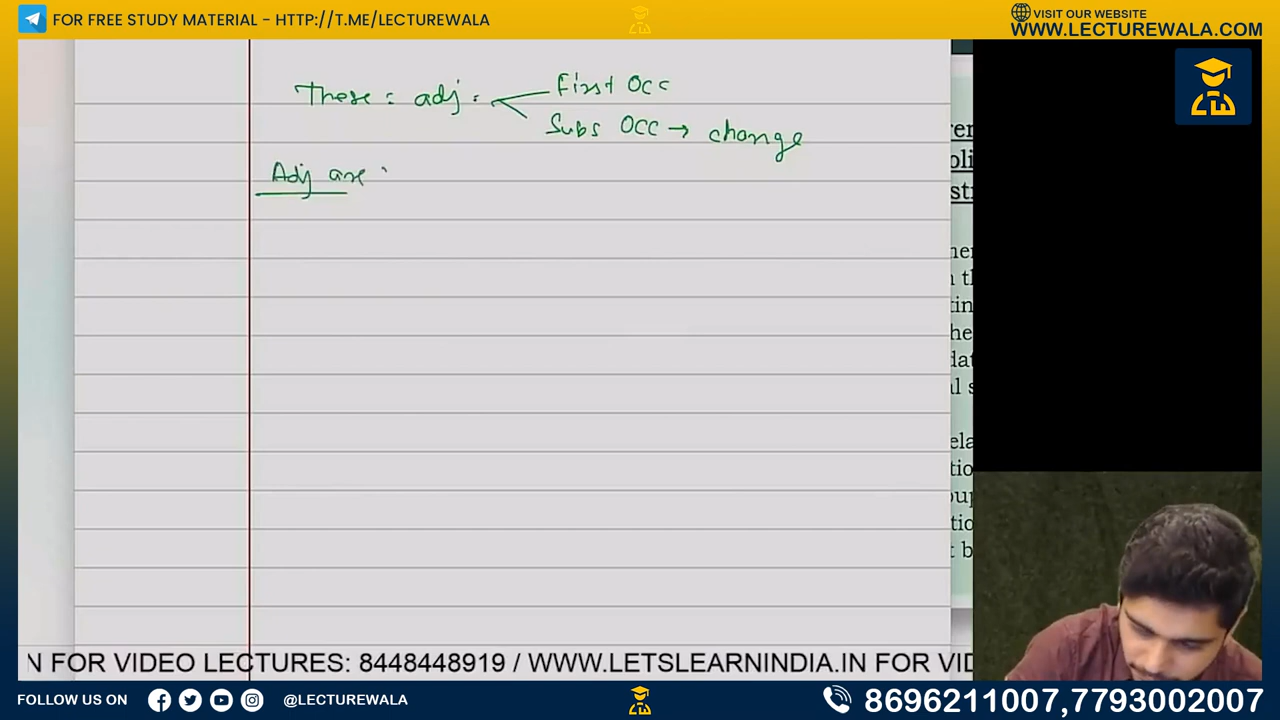 FOR FREE STUDY MATERIAL - HTTP://T.ME/LECTUREWALA
VISIT OUR WEBSITE
WWW.LECTUREWALA.COM
These : adj :
First Occ
Subs OCC → change
Adj are :
N FOR VIDEO LECTURES: 8448448919 / WWW.LETSLEARNINDIA.IN FOR VID
FOLLOW US ON
@LECTUREWALA
8696211007,7793002007